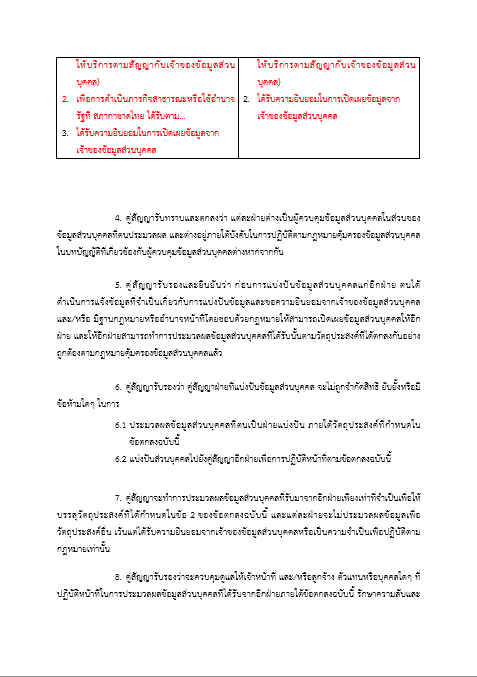 ให้บริการตามสัญญากับเจ้าของข้อมูลส่วน
บุคคล)
2. เพื่อการดำเนินภารกิจสาธารณะหรือใช้อำนาจ
รัฐที่ สภากาชาดไทย ได้รับตาม...
3. ได้รับความยินยอมในการเปิดเผยข้อมูลจาก
เจ้าของข้อมูลส่วนบุคคล
ให้บริการตามสัญญากับเจ้าของข้อมูลส่วน
บุคคล)
2. ได้รับความยินยอมในการเปิดเผยข้อมูลจาก
เจ้าของข้อมูลส่วนบุคคล
4. คู่สัญญารับทราบและตกลงว่า แต่ละฝ่ายต่างเป็นผู้ควบคุมข้อมูลส่วนบุคคลในส่วนของ
ข้อมูลส่วนบุคคลที่ตนประมวลผล และต่างอยู่ภายใต้บังคับในการปฏิบัติตามกฎหมายคุ้มครองข้อมูลส่วนบุคคล
ในบทบัญญัติที่เกี่ยวข้องกับผู้ควบคุมข้อมูลส่วนบุคคลต่างหากจากกัน
5. คู่สัญญารับรองและยืนยันว่า ก่อนการแบ่งปันข้อมูลส่วนบุคคลแก่อีกฝ่าย ตนได้
ดำเนินการแจ้งข้อมูลที่จำเป็นเกี่ยวกับการแบ่งปันข้อมูลและขอความยินยอมจากเจ้าของข้อมูลส่วนบุคคล
และ/หรือ มีฐานกฎหมายหรืออำนาจหน้าที่โดยชอบด้วยกฎหมายให้สามารถเปิดเผยข้อมูลส่วนบุคคลให้อีก
ฝ่าย และให้อีกฝ่ายสามารถทำการประมวลผลข้อมูลส่วนบุคคลที่ได้รับนั้นตามวัตถุประสงค์ที่ได้ตกลงกันอย่าง
ถูกต้องตามกฎหมายคุ้มครองข้อมูลส่วนบุคคลแล้ว
6. คู่สัญญารับรองว่า คู่สัญญาฝ่ายที่แบ่งปันข้อมูลส่วนบุคคล จะไม่ถูกจำกัดสิทธิ ยับยั้งหรือมี
ข้อห้ามใดๆ ในการ
6.1 ประมวลผลข้อมูลส่วนบุคคลที่ตนเป็นฝ่ายแบ่งปัน ภายใต้วัตถุประสงค์ที่กำหนดใน
ข้อตกลงฉบับนี้
6.2 แบ่งปันส่วนบุคคลไปยังคู่สัญญาอีกฝ่ายเพื่อการปฏิบัติหน้าที่ตามข้อตกลงฉบับนี้
7. คู่สัญญาจะทำการประมวลผลข้อมูลส่วนบุคคลที่รับมาจากอีกฝ่ายเพียงเท่าที่จำเป็นเพื่อให้
บรรลุวัตถุประสงค์ที่ได้กำหนดในข้อ 2 ของข้อตกลงฉบับนี้ และแต่ละฝ่ายจะไม่ประมวลผลข้อมูลเพื่อ
วัตถุประสงค์อื่น เว้นแต่ได้รับความยินยอมจากเจ้าของข้อมูลส่วนบุคคลหรือเป็นความจำเป็นเพื่อปฏิบัติตาม
กฎหมายเท่านั้น
8. คู่สัญญารับรองว่าจะควบคุมดูแลให้เจ้าหน้าที่ และ/หรือลูกจ้าง ตัวแทนหรือบุคคลใดๆ ที่
ปฏิบัติหน้าที่ในการประมวลผลข้อมูลส่วนบุคคลที่ได้รับจากอีกฝ่ายภายใต้ข้อตกลงฉบับนี้ รักษาความลับและ